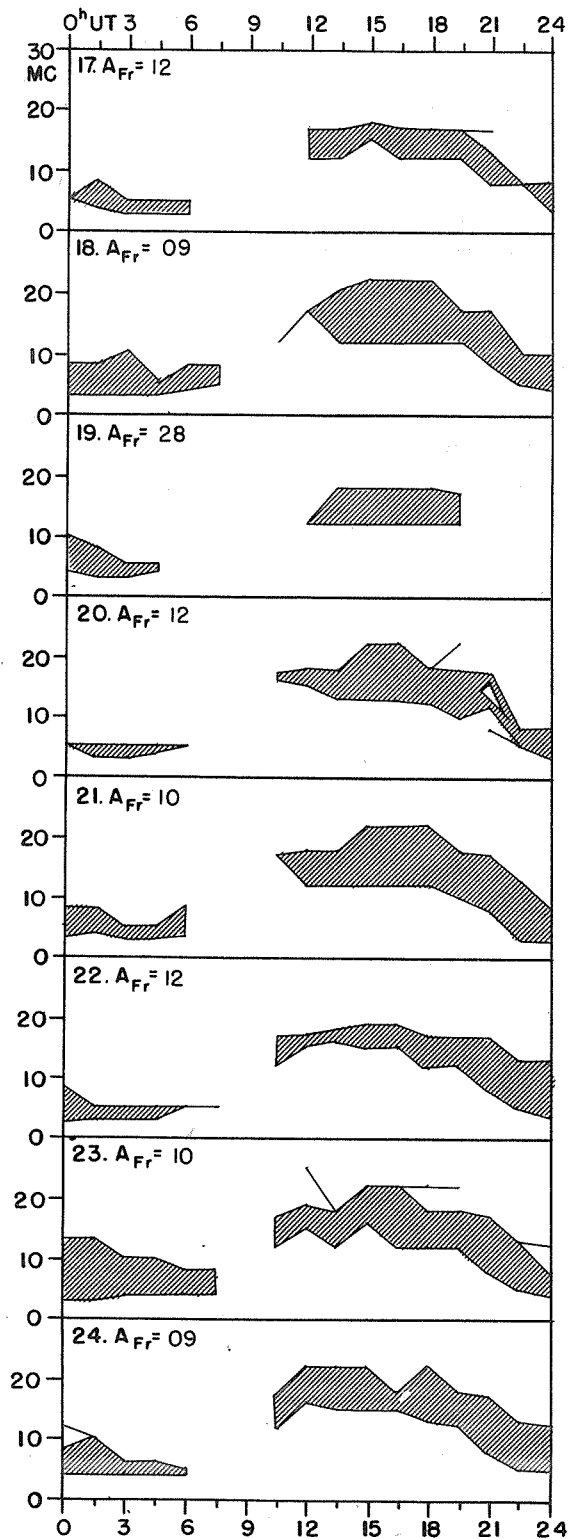 0ʰ UT 3 6 9 12 15 18 21 24
30
MC
17. A_Fr = 12
20
10
0
18. A_Fr = 09
20
10
0
19. A_Fr = 28
20
10
0
20. A_Fr = 12
20
10
0
21. A_Fr = 10
20
10
0
22. A_Fr = 12
20
10
0
23. A_Fr = 10
20
10
0
24. A_Fr = 09
20
10
0
0 3 6 9 12 15 18 21 24